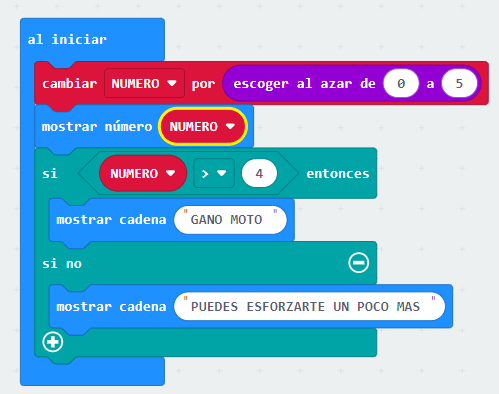 al iniciar
cambiar NUMERO por escoger al azar de 0 a 5
mostrar número NUMERO
si NUMERO > 4 entonces
mostrar cadena "GANO MOTO "
si no
mostrar cadena "PUEDES ESFORZARTE UN POCO MAS "